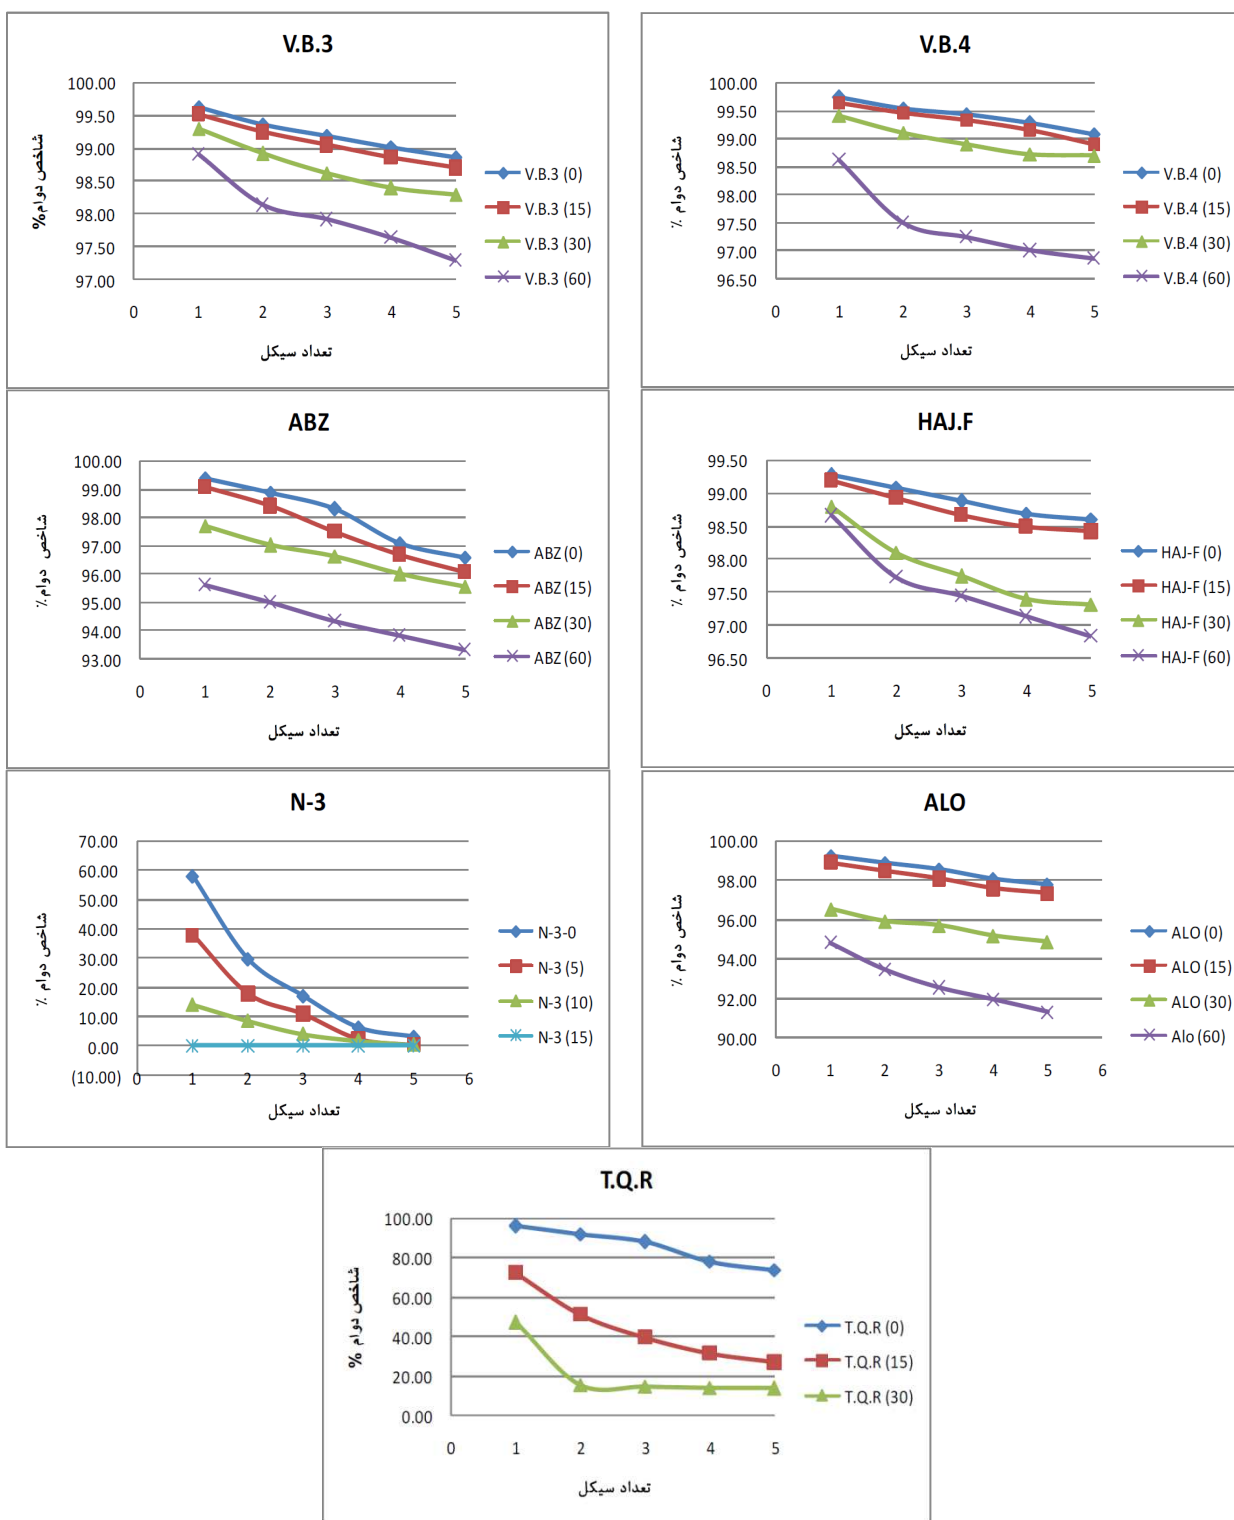 V.B.3
100.00
99.50
99.00
98.50
98.00
97.50
97.00
0 1 2 3 4 5
شاخص دوام%
تعداد سیکل
V.B.3 (0)
V.B.3 (15)
V.B.3 (30)
V.B.3 (60)
V.B.4
100.00
99.50
99.00
98.50
98.00
97.50
97.00
96.50
0 1 2 3 4 5
شاخص دوام ٪
تعداد سیکل
V.B.4 (0)
V.B.4 (15)
V.B.4 (30)
V.B.4 (60)
ABZ
100.00
99.00
98.00
97.00
96.00
95.00
94.00
93.00
0 1 2 3 4 5
شاخص دوام ٪
تعداد سیکل
ABZ (0)
ABZ (15)
ABZ (30)
ABZ (60)
HAJ.F
99.50
99.00
98.50
98.00
97.50
97.00
96.50
0 1 2 3 4 5
شاخص دوام ٪
تعداد سیکل
HAJ-F (0)
HAJ-F (15)
HAJ-F (30)
HAJ-F (60)
N-3
70.00
60.00
50.00
40.00
30.00
20.00
10.00
0.00
(10.00)
0 1 2 3 4 5 6
شاخص دوام ٪
تعداد سیکل
N-3-0
N-3 (5)
N-3 (10)
N-3 (15)
ALO
100.00
98.00
96.00
94.00
92.00
90.00
0 1 2 3 4 5 6
شاخص دوام ٪
تعداد سیکل
ALO (0)
ALO (15)
ALO (30)
Alo (60)
T.Q.R
100.00
80.00
60.00
40.00
20.00
0.00
0 1 2 3 4 5
شاخص دوام %
تعداد سیکل
T.Q.R (0)
T.Q.R (15)
T.Q.R (30)